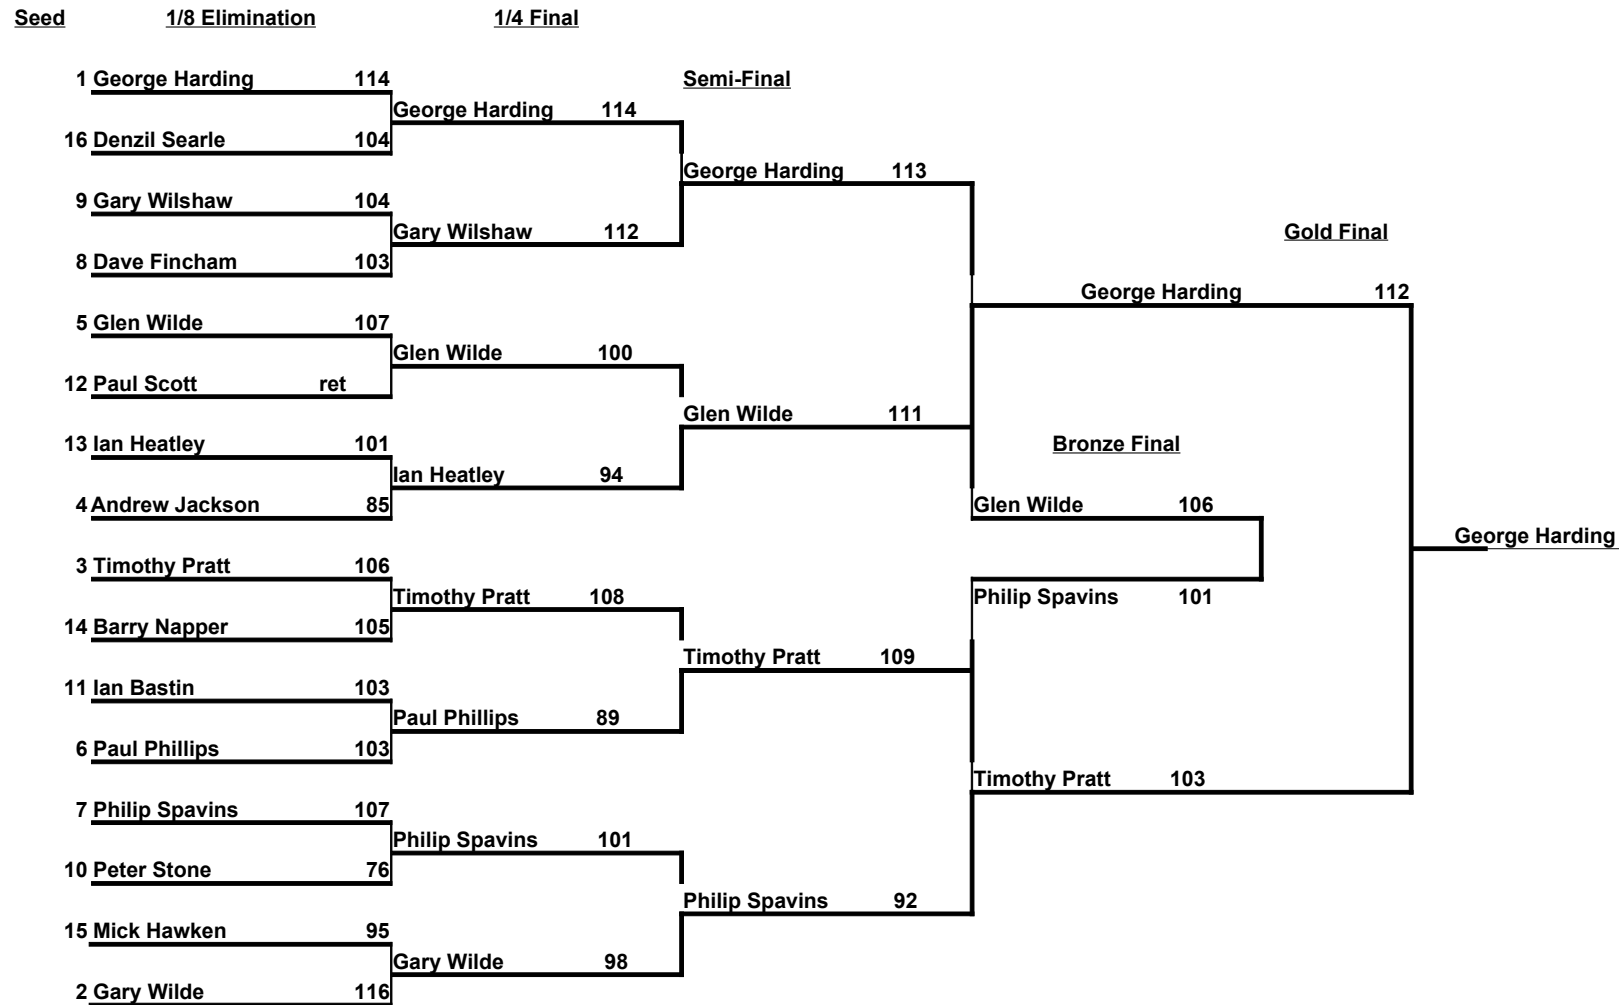 Seed 1/8 Elimination 1/4 Final
1 George Harding 114 Semi-Final
George Harding 114
16 Denzil Searle 104
George Harding 113
9 Gary Wilshaw 104
Gary Wilshaw 112 Gold Final
8 Dave Fincham 103
George Harding 112
5 Glen Wilde 107
Glen Wilde 100
12 Paul Scott ret
Glen Wilde 111
13 Ian Heatley 101 Bronze Final
Ian Heatley 94
4 Andrew Jackson 85 Glen Wilde 106
George Harding
3 Timothy Pratt 106
Timothy Pratt 108 Philip Spavins 101
14 Barry Napper 105
Timothy Pratt 109
11 Ian Bastin 103
Paul Phillips 89
6 Paul Phillips 103
Timothy Pratt 103
7 Philip Spavins 107
Philip Spavins 101
10 Peter Stone 76
Philip Spavins 92
15 Mick Hawken 95
Gary Wilde 98
2 Gary Wilde 116